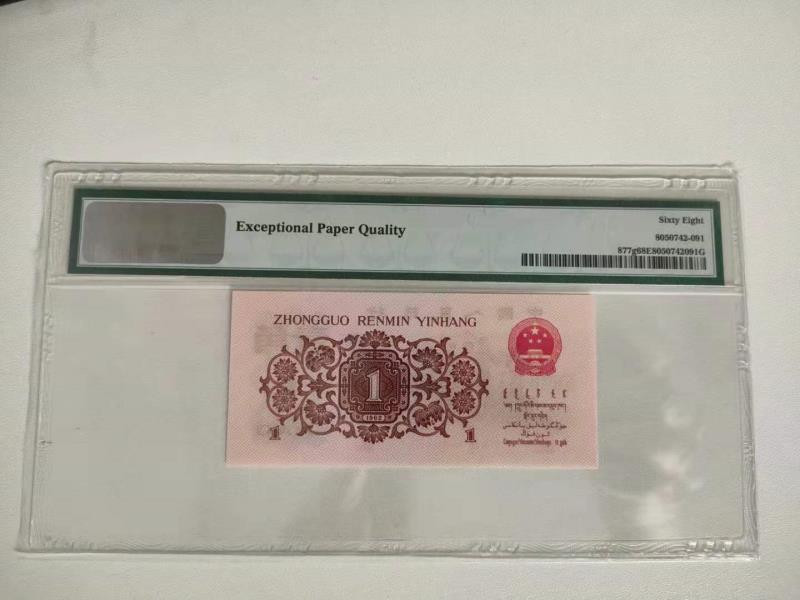 Exceptional Paper Quality
Sixty Eight
8050742-091
877g68E8050742091G
ZHONGGUO RENMIN YINHANG
1
1962
1
1